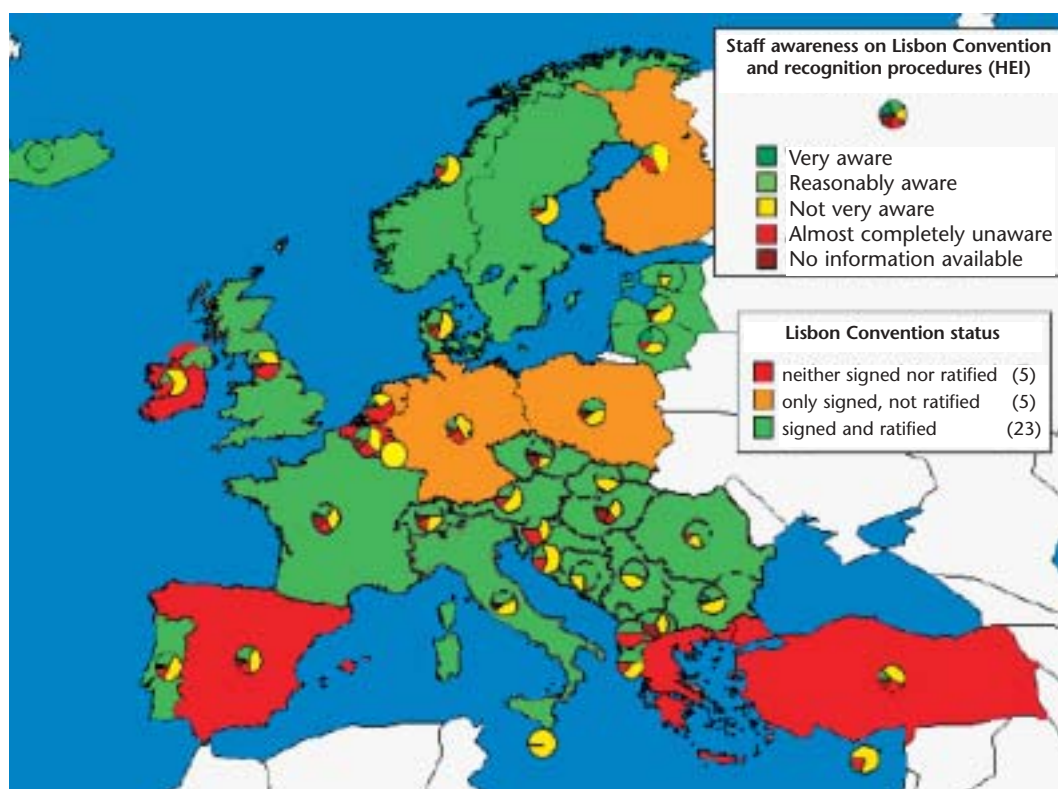 Staff awareness on Lisbon Convention
and recognition procedures (HEI)
Very aware
Reasonably aware
Not very aware
Almost completely unaware
No information available
Lisbon Convention status
neither signed nor ratified (5)
only signed, not ratified (5)
signed and ratified (23)